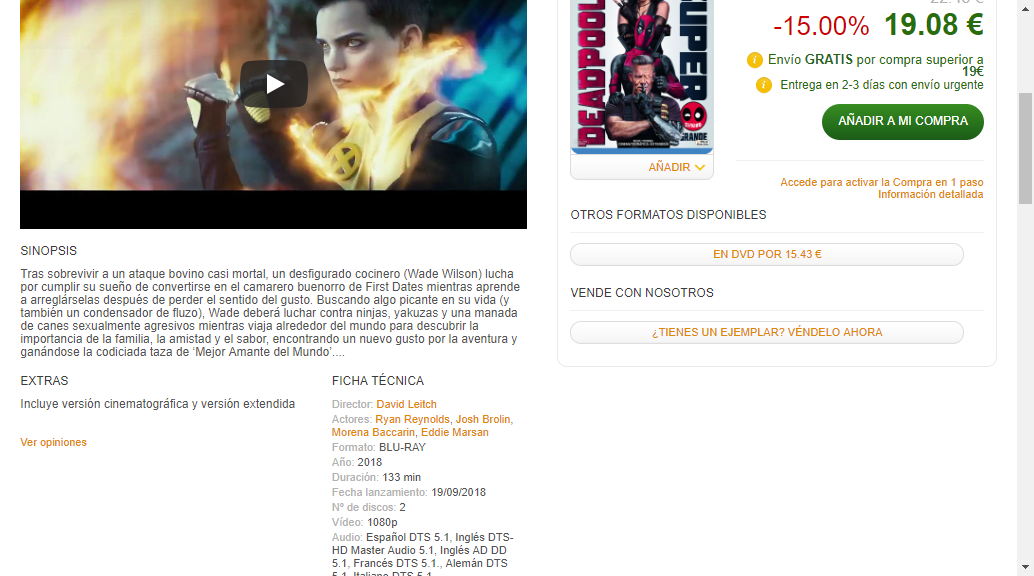 SINOPSIS
Tras sobrevivir a un ataque bovino casi mortal, un desfigurado cocinero (Wade Wilson) lucha
por cumplir su sueño de convertirse en el camarero buenorro de First Dates mientras aprende
a arreglárselas después de perder el sentido del gusto. Buscando algo picante en su vida (y
también un condensador de fluzo), Wade deberá luchar contra ninjas, yakuzas y una manada
de canes sexualmente agresivos mientras viaja alrededor del mundo para descubrir la
importancia de la familia, la amistad y el sabor, encontrando un nuevo gusto por la aventura y
ganándose la codiciada taza de ‘Mejor Amante del Mundo’....
EXTRAS
Incluye versión cinematográfica y versión extendida
Ver opiniones
FICHA TÉCNICA
Director: David Leitch
Actores: Ryan Reynolds, Josh Brolin,
Morena Baccarin, Eddie Marsan
Formato: BLU-RAY
Año: 2018
Duración: 133 min
Fecha lanzamiento: 19/09/2018
Nº de discos: 2
Vídeo: 1080p
Audio: Español DTS 5.1, Inglés DTS-
HD Master Audio 5.1, Inglés AD DD
5.1, Francés DTS 5.1., Alemán DTS
5.1, Italiano DTS 5.1
DEADPOOL
SUPER
GRANDE
AÑADIR
-15.00% 19.08 €
Envío GRATIS por compra superior a
19€
Entrega en 2-3 días con envío urgente
AÑADIR A MI COMPRA
Accede para activar la Compra en 1 paso
Información detallada
OTROS FORMATOS DISPONIBLES
EN DVD POR 15.43 €
VENDE CON NOSOTROS
¿TIENES UN EJEMPLAR? VÉNDELO AHORA